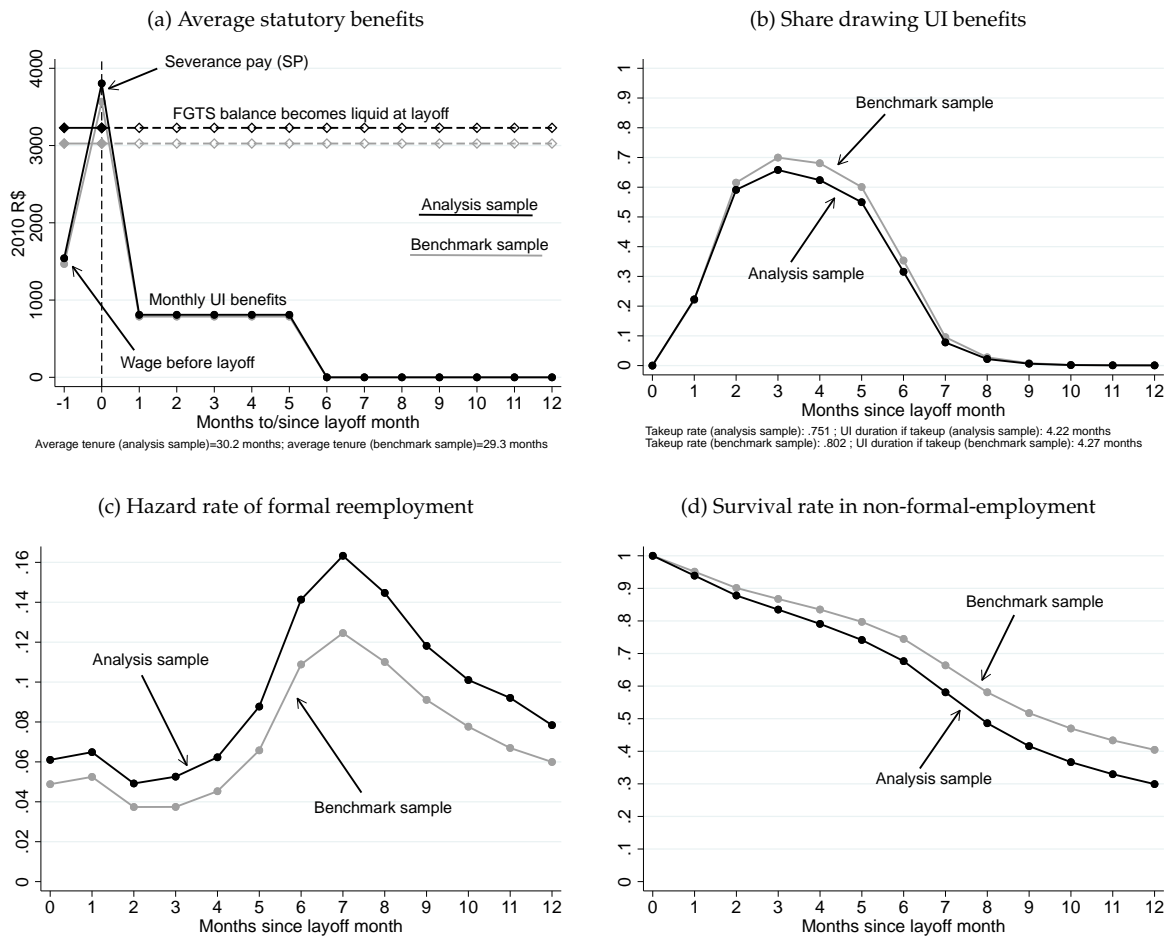 (a) Average statutory benefits
4000
3000
2000
1000
0
2010 R$
Severance pay (SP)
FGTS balance becomes liquid at layoff
Analysis sample
Benchmark sample
Monthly UI benefits
Wage before layoff
-1 0 1 2 3 4 5 6 7 8 9 10 11 12
Months to/since layoff month
Average tenure (analysis sample)=30.2 months; average tenure (benchmark sample)=29.3 months
(b) Share drawing UI benefits
1
.9
.8
.7
.6
.5
.4
.3
.2
.1
0
Benchmark sample
Analysis sample
0 1 2 3 4 5 6 7 8 9 10 11 12
Months since layoff month
Takeup rate (analysis sample): .751 ; UI duration if takeup (analysis sample): 4.22 months
Takeup rate (benchmark sample): .802 ; UI duration if takeup (benchmark sample): 4.27 months
(c) Hazard rate of formal reemployment
.16
.14
.12
.1
.08
.06
.04
.02
0
Analysis sample
Benchmark sample
0 1 2 3 4 5 6 7 8 9 10 11 12
Months since layoff month
(d) Survival rate in non-formal-employment
1
.9
.8
.7
.6
.5
.4
.3
.2
.1
0
Benchmark sample
Analysis sample
0 1 2 3 4 5 6 7 8 9 10 11 12
Months since layoff month